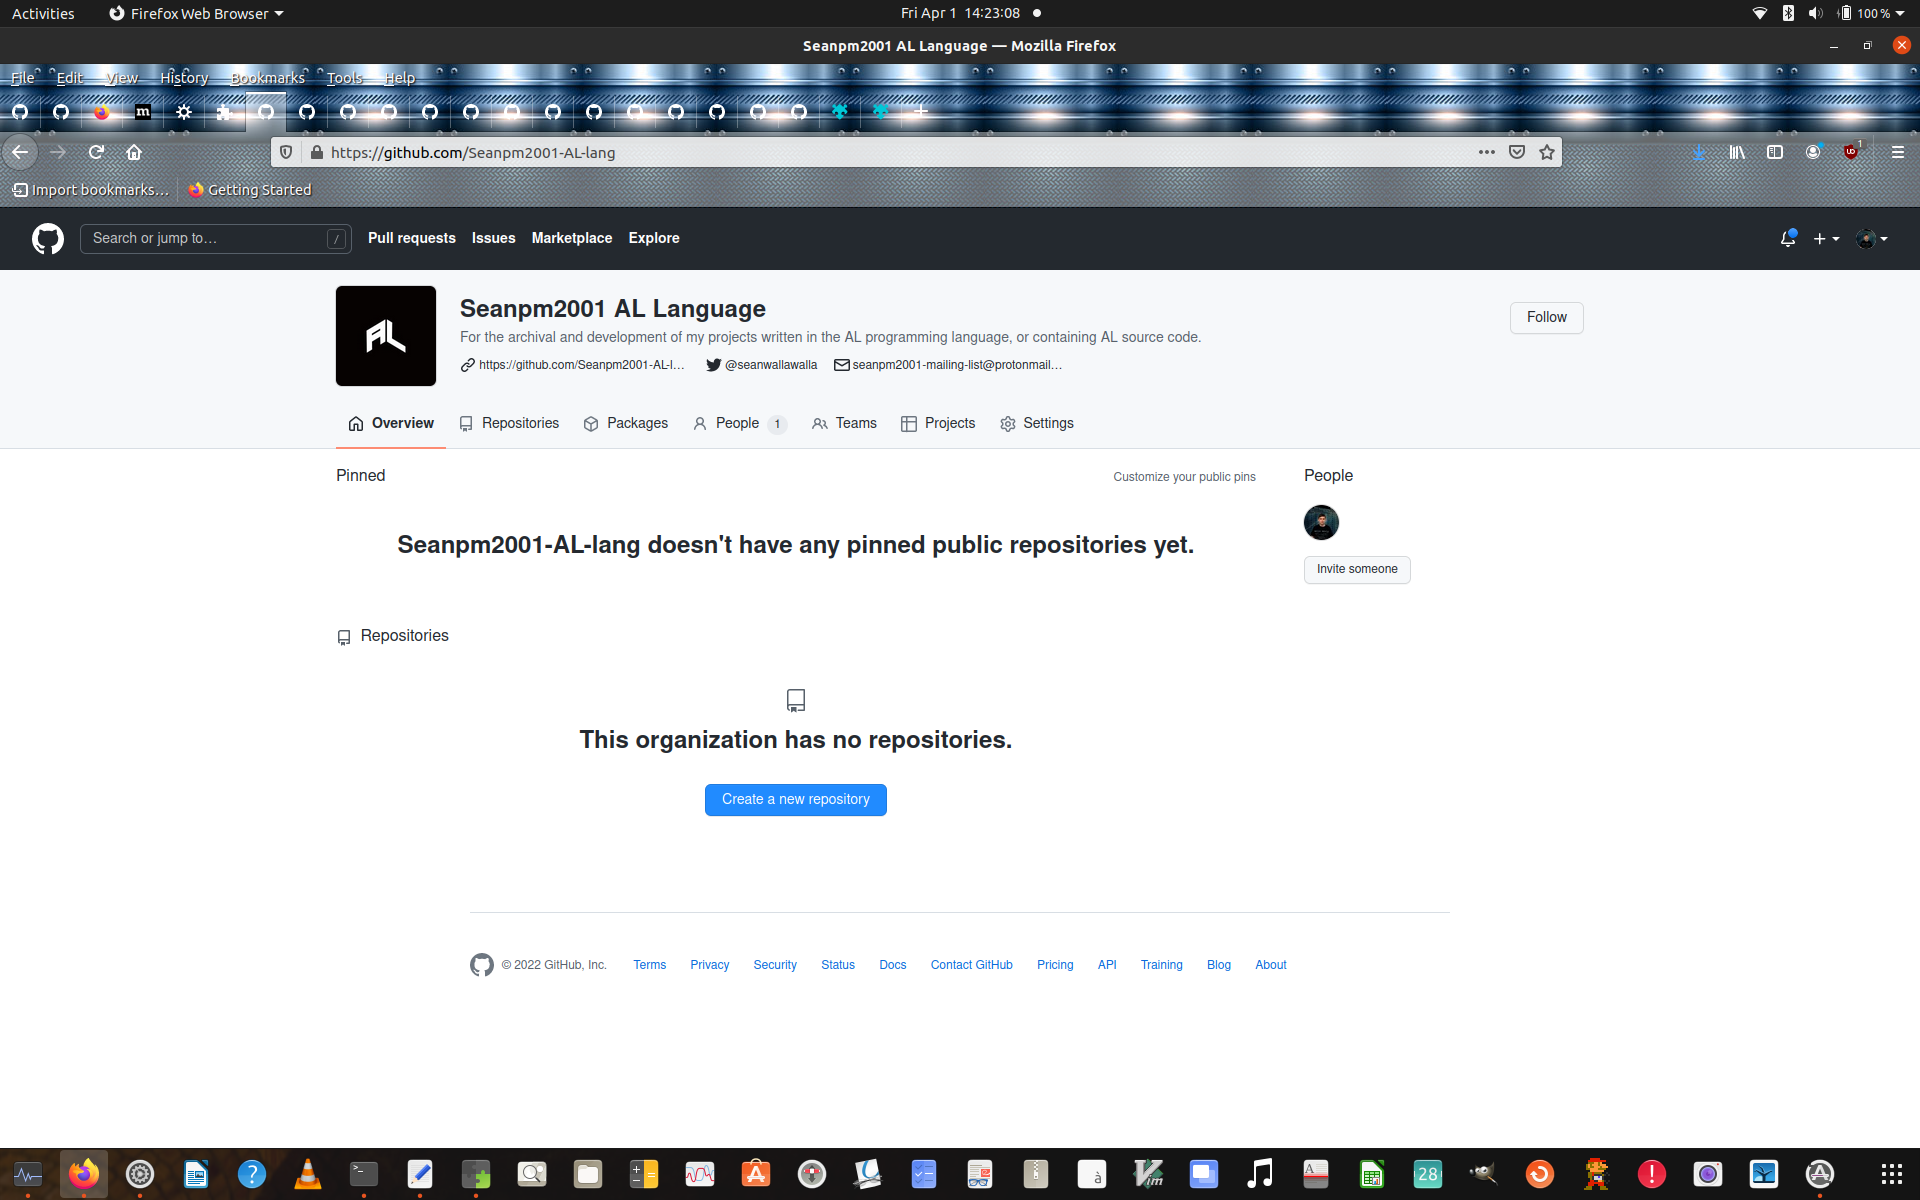 Activities
Firefox Web Browser
Fri Apr 1 14:23:08
100 %
Seanpm2001 AL Language — Mozilla Firefox
File Edit View History Bookmarks Tools Help
m
https://github.com/Seanpm2001-AL-lang
1
Import bookmarks…
Getting Started
Search or jump to…
/
Pull requests
Issues
Marketplace
Explore
AL
Seanpm2001 AL Language
Follow
For the archival and development of my projects written in the AL programming language, or containing AL source code.
https://github.com/Seanpm2001-AL-l…
@seanwallawalla
seanpm2001-mailing-list@protonmail…
Overview
Repositories
Packages
People 1
Teams
Projects
Settings
Pinned
Customize your public pins
People
Seanpm2001-AL-lang doesn't have any pinned public repositories yet.
Invite someone
Repositories
This organization has no repositories.
Create a new repository
© 2022 GitHub, Inc.
Terms
Privacy
Security
Status
Docs
Contact GitHub
Pricing
API
Training
Blog
About
28